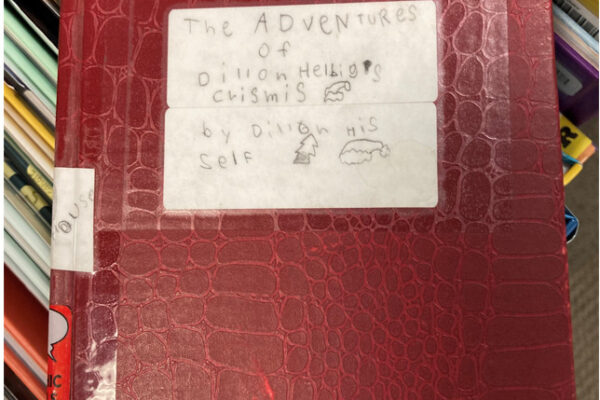 The ADVENTURES
of
Dillon Helbig's
crismis
by Dillon His
self